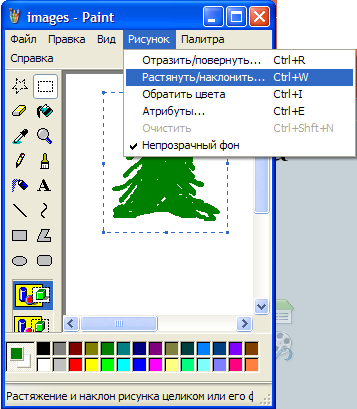 images - Paint
Файл Правка Вид Рисунок Палитра
Справка
Отразить/повернуть... Ctrl+R
Растянуть/наклонить... Ctrl+W
Обратить цвета Ctrl+I
Атрибуты... Ctrl+E
Очистить Ctrl+Shft+N
✓ Непрозрачный фон
A
Растяжение и наклон рисунка целиком или его ф